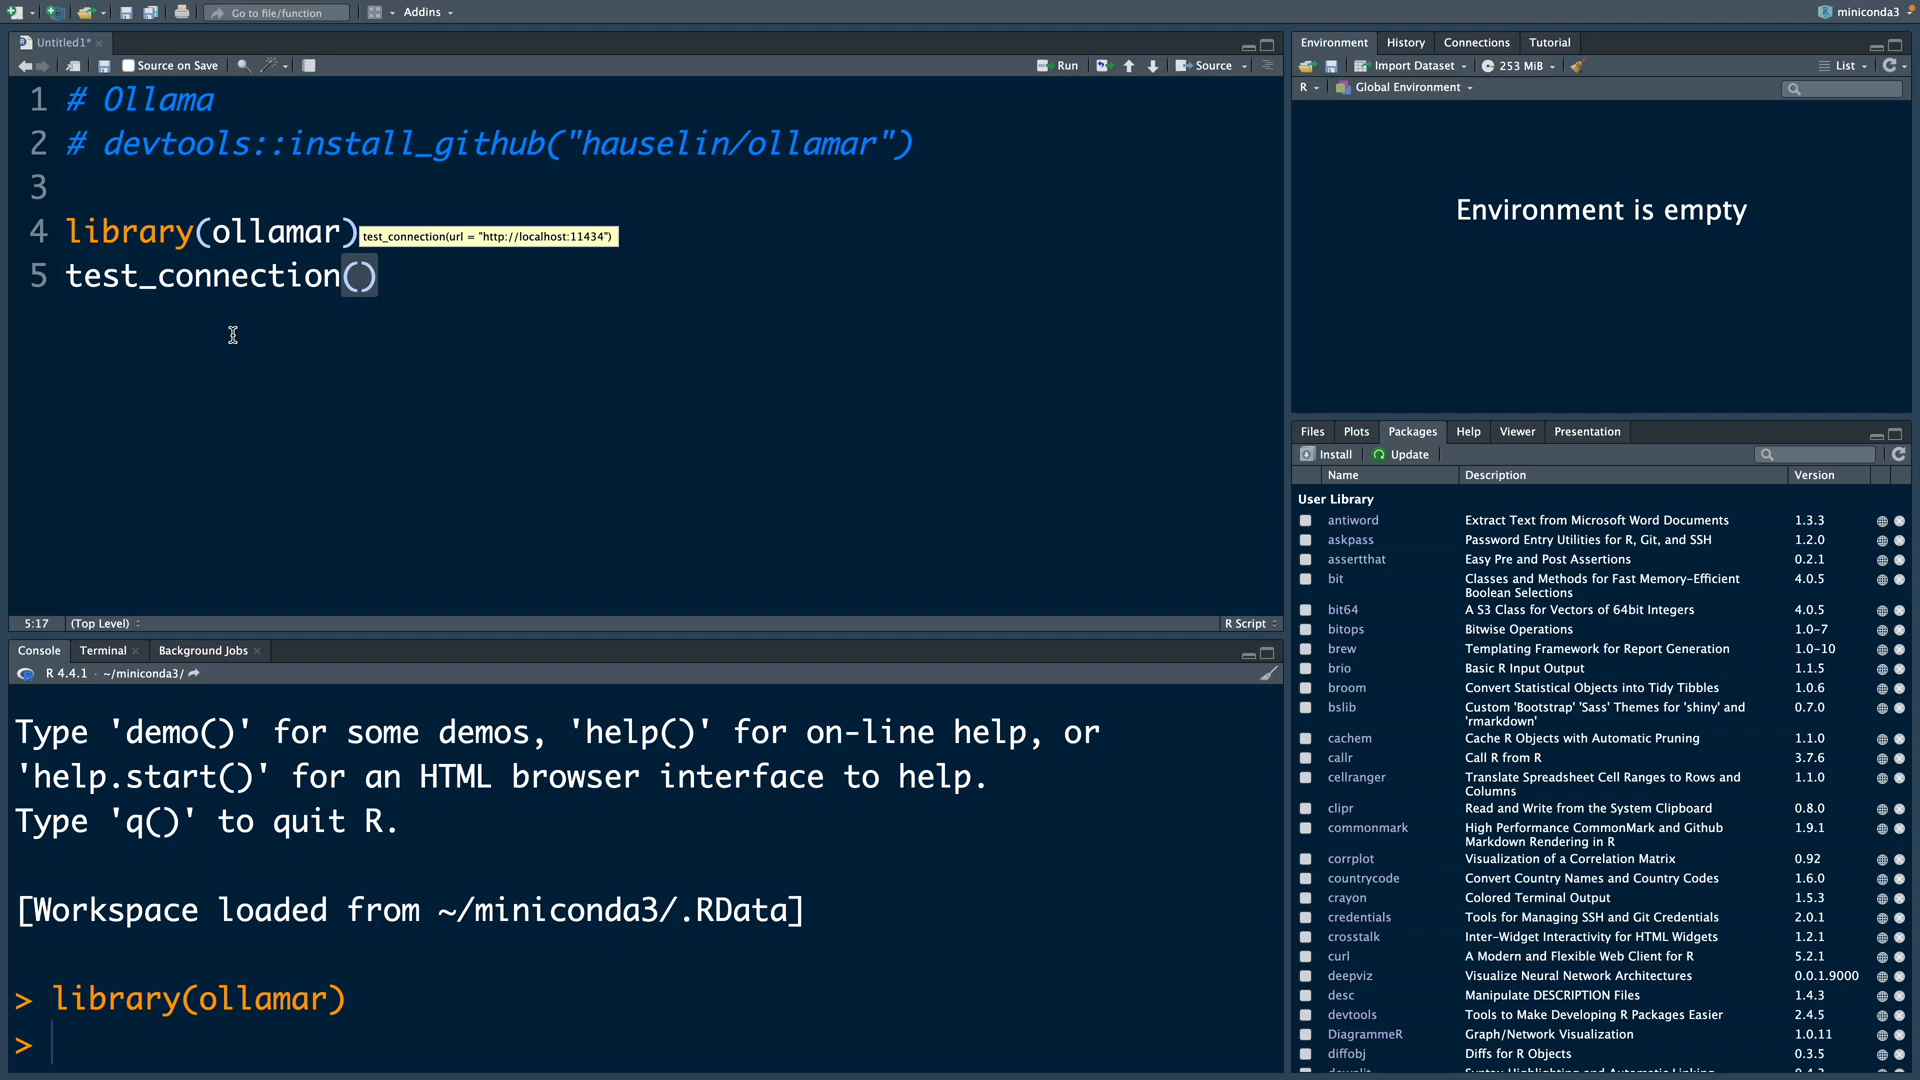 Go to file/function
Addins
miniconda3
Untitled1*
Source on Save
Run
Source
1 # Ollama
2 # devtools::install_github("hauselin/ollamar")
3
4 library(ollamar)
test_connection(url = "http://localhost:11434")
5 test_connection()
5:17
(Top Level)
R Script
Console
Terminal
Background Jobs
R 4.4.1 · ~/miniconda3/
Type 'demo()' for some demos, 'help()' for on-line help, or
'help.start()' for an HTML browser interface to help.
Type 'q()' to quit R.
[Workspace loaded from ~/miniconda3/.RData]
> library(ollamar)
>
Environment
History
Connections
Tutorial
Import Dataset
253 MiB
List
R
Global Environment
Environment is empty
Files
Plots
Packages
Help
Viewer
Presentation
Install
Update
Name Description Version
User Library
antiword Extract Text from Microsoft Word Documents 1.3.3
askpass Password Entry Utilities for R, Git, and SSH 1.2.0
assertthat Easy Pre and Post Assertions 0.2.1
bit Classes and Methods for Fast Memory-Efficient 4.0.5
Boolean Selections
bit64 A S3 Class for Vectors of 64bit Integers 4.0.5
bitops Bitwise Operations 1.0-7
brew Templating Framework for Report Generation 1.0-10
brio Basic R Input Output 1.1.5
broom Convert Statistical Objects into Tidy Tibbles 1.0.6
bslib Custom 'Bootstrap' 'Sass' Themes for 'shiny' and 0.7.0
'rmarkdown'
cachem Cache R Objects with Automatic Pruning 1.1.0
callr Call R from R 3.7.6
cellranger Translate Spreadsheet Cell Ranges to Rows and 1.1.0
Columns
clipr Read and Write from the System Clipboard 0.8.0
commonmark High Performance CommonMark and Github 1.9.1
Markdown Rendering in R
corrplot Visualization of a Correlation Matrix 0.92
countrycode Convert Country Names and Country Codes 1.6.0
crayon Colored Terminal Output 1.5.3
credentials Tools for Managing SSH and Git Credentials 2.0.1
crosstalk Inter-Widget Interactivity for HTML Widgets 1.2.1
curl A Modern and Flexible Web Client for R 5.2.1
deepviz Visualize Neural Network Architectures 0.0.1.9000
desc Manipulate DESCRIPTION Files 1.4.3
devtools Tools to Make Developing R Packages Easier 2.4.5
DiagrammeR Graph/Network Visualization 1.0.11
diffobj Diffs for R Objects 0.3.5